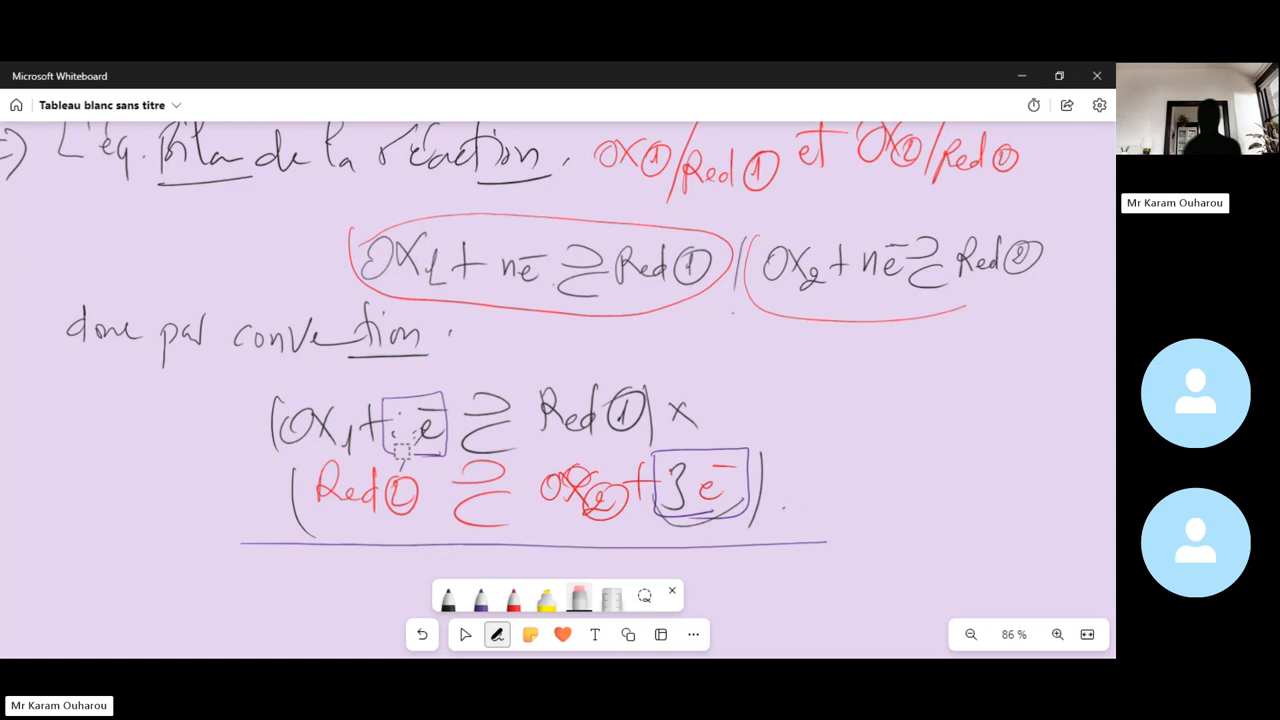 Microsoft Whiteboard
Tableau blanc sans titre
c) L'éq. Bilan de la réaction. OX①/Red① et OX②/Red②
OX₁ + ne⁻ ⇄ Red① / OX₂ + ne⁻ ⇄ Red②
donc par convention.
Mr Karam Ouharou
(OX₁ + e⁻ ⇄ Red①) x
(Red② ⇄ OX② + 3e⁻).
86 %
Mr Karam Ouharou